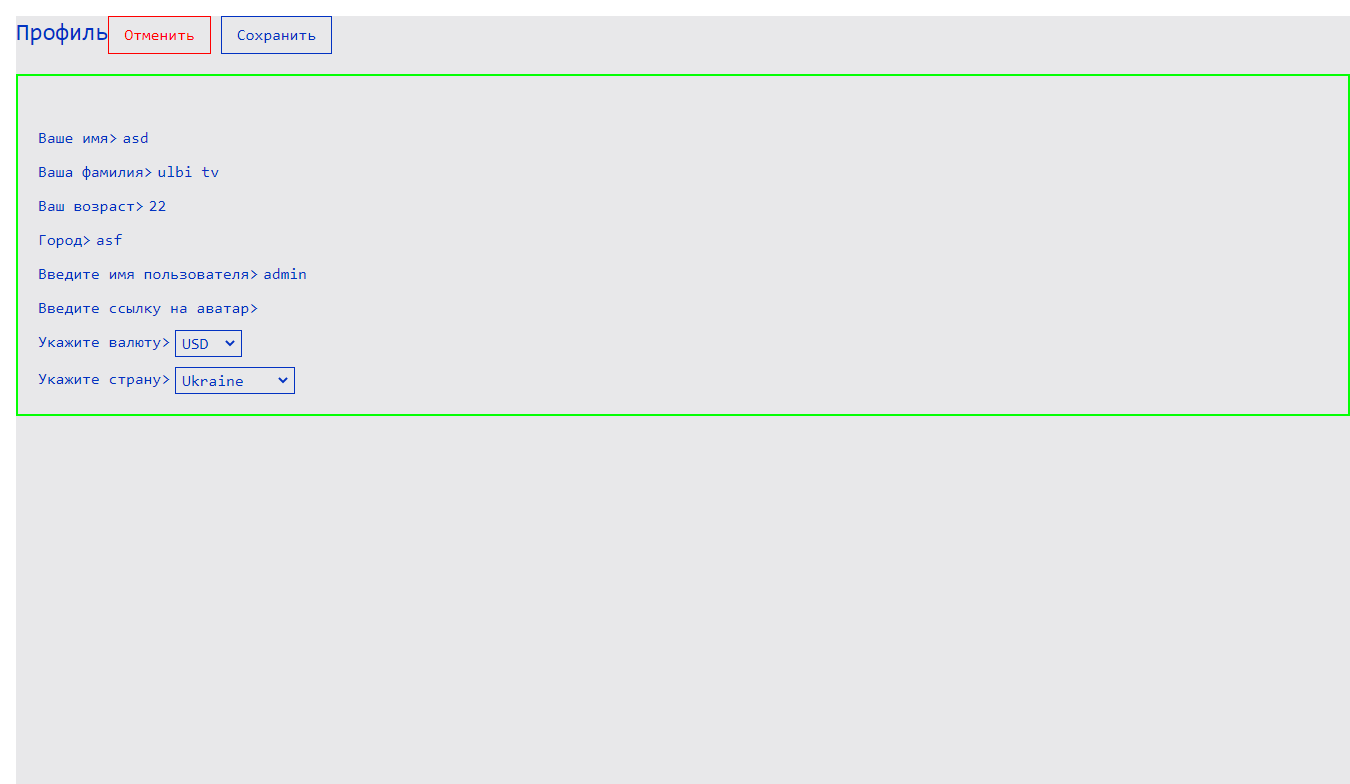 Профиль Отменить Сохранить
Ваше имя> asd
Ваша фамилия> ulbi tv
Ваш возраст> 22
Город> asf
Введите имя пользователя> admin
Введите ссылку на аватар>
Укажите валюту> USD
Укажите страну> Ukraine